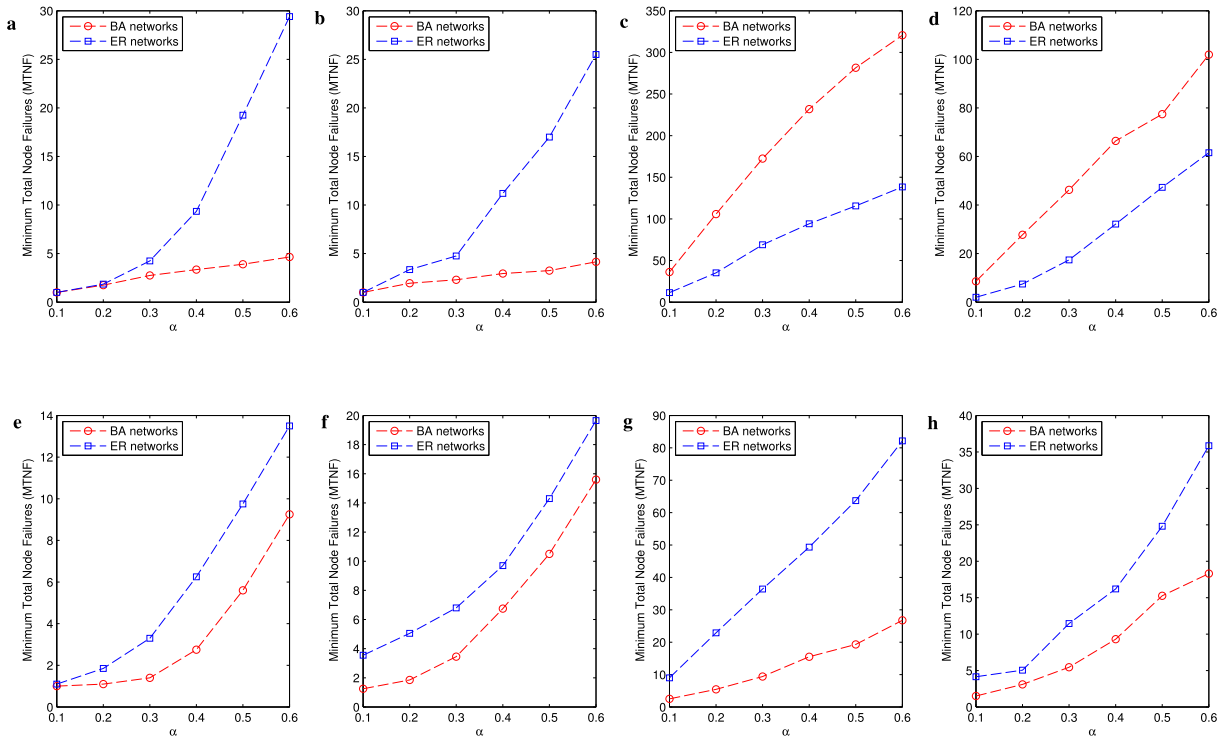 a
30
25
20
15
10
5
0
0.1 0.2 0.3 0.4 0.5 0.6
α
Minimum Total Node Failures (MTNF)
BA networks
ER networks
b
30
25
20
15
10
5
0
0.1 0.2 0.3 0.4 0.5 0.6
α
Minimum Total Node Failures (MTNF)
BA networks
ER networks
c
350
300
250
200
150
100
50
0
0.1 0.2 0.3 0.4 0.5 0.6
α
Minimum Total Node Failures (MTNF)
BA networks
ER networks
d
120
100
80
60
40
20
0
0.1 0.2 0.3 0.4 0.5 0.6
α
Minimum Total Node Failures (MTNF)
BA networks
ER networks
e
14
12
10
8
6
4
2
0
0.1 0.2 0.3 0.4 0.5 0.6
α
Minimum Total Node Failures (MTNF)
BA networks
ER networks
f
20
18
16
14
12
10
8
6
4
2
0
0.1 0.2 0.3 0.4 0.5 0.6
α
Minimum Total Node Failures (MTNF)
BA networks
ER networks
g
90
80
70
60
50
40
30
20
10
0
0.1 0.2 0.3 0.4 0.5 0.6
α
Minimum Total Node Failures (MTNF)
BA networks
ER networks
h
40
35
30
25
20
15
10
5
0
0.1 0.2 0.3 0.4 0.5 0.6
α
Minimum Total Node Failures (MTNF)
BA networks
ER networks